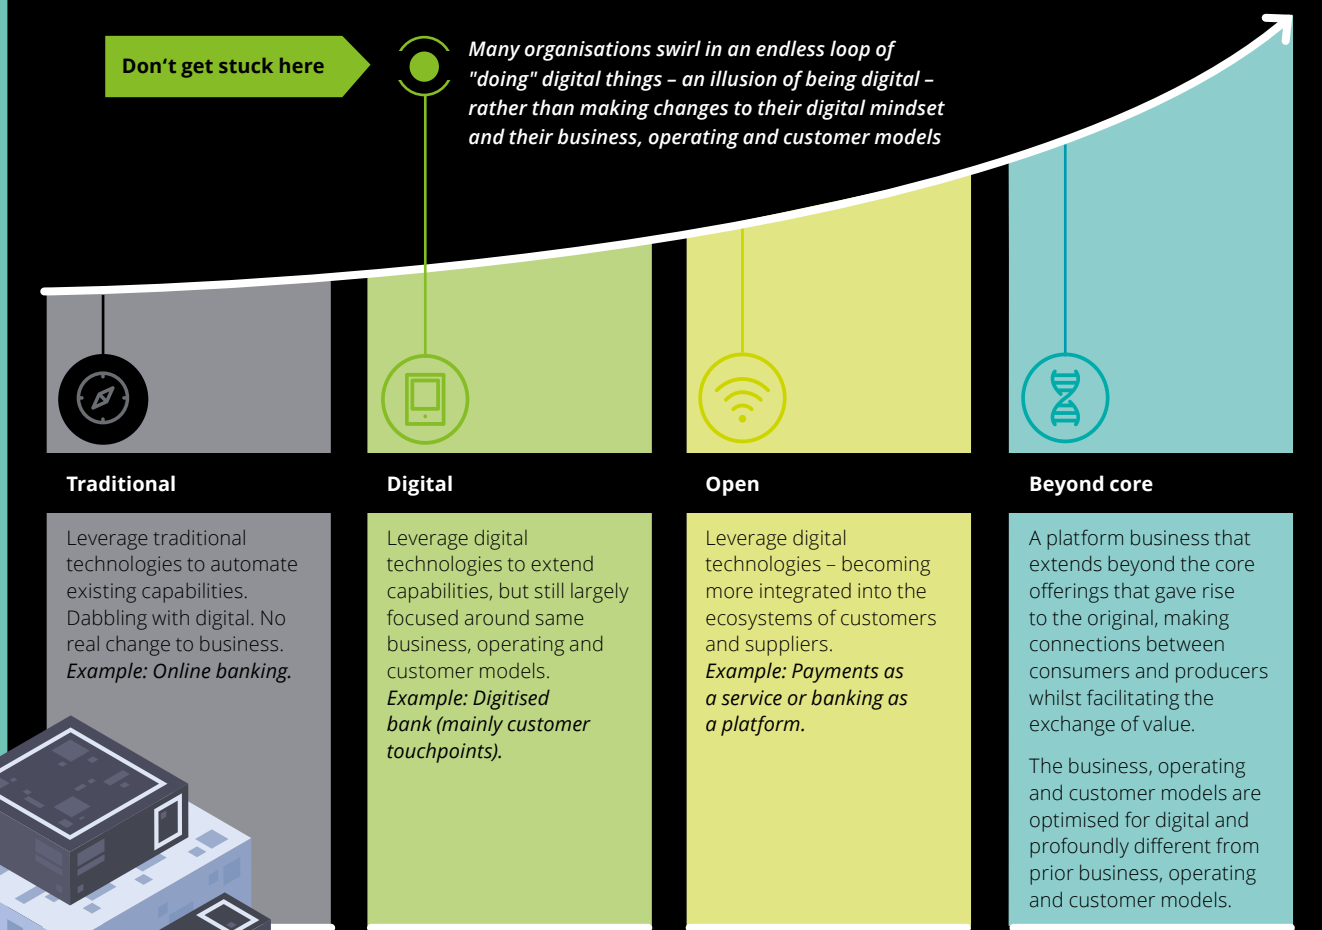 Don‘t get stuck here
Many organisations swirl in an endless loop of
"doing" digital things – an illusion of being digital –
rather than making changes to their digital mindset
and their business, operating and customer models
Traditional
Leverage traditional
technologies to automate
existing capabilities.
Dabbling with digital. No
real change to business.
Example: Online banking.
Digital
Leverage digital
technologies to extend
capabilities, but still largely
focused around same
business, operating and
customer models.
Example: Digitised
bank (mainly customer
touchpoints).
Open
Leverage digital
technologies – becoming
more integrated into the
ecosystems of customers
and suppliers.
Example: Payments as
a service or banking as
a platform.
Beyond core
A platform business that
extends beyond the core
offerings that gave rise
to the original, making
connections between
consumers and producers
whilst facilitating the
exchange of value.
The business, operating
and customer models are
optimised for digital and
profoundly different from
prior business, operating
and customer models.